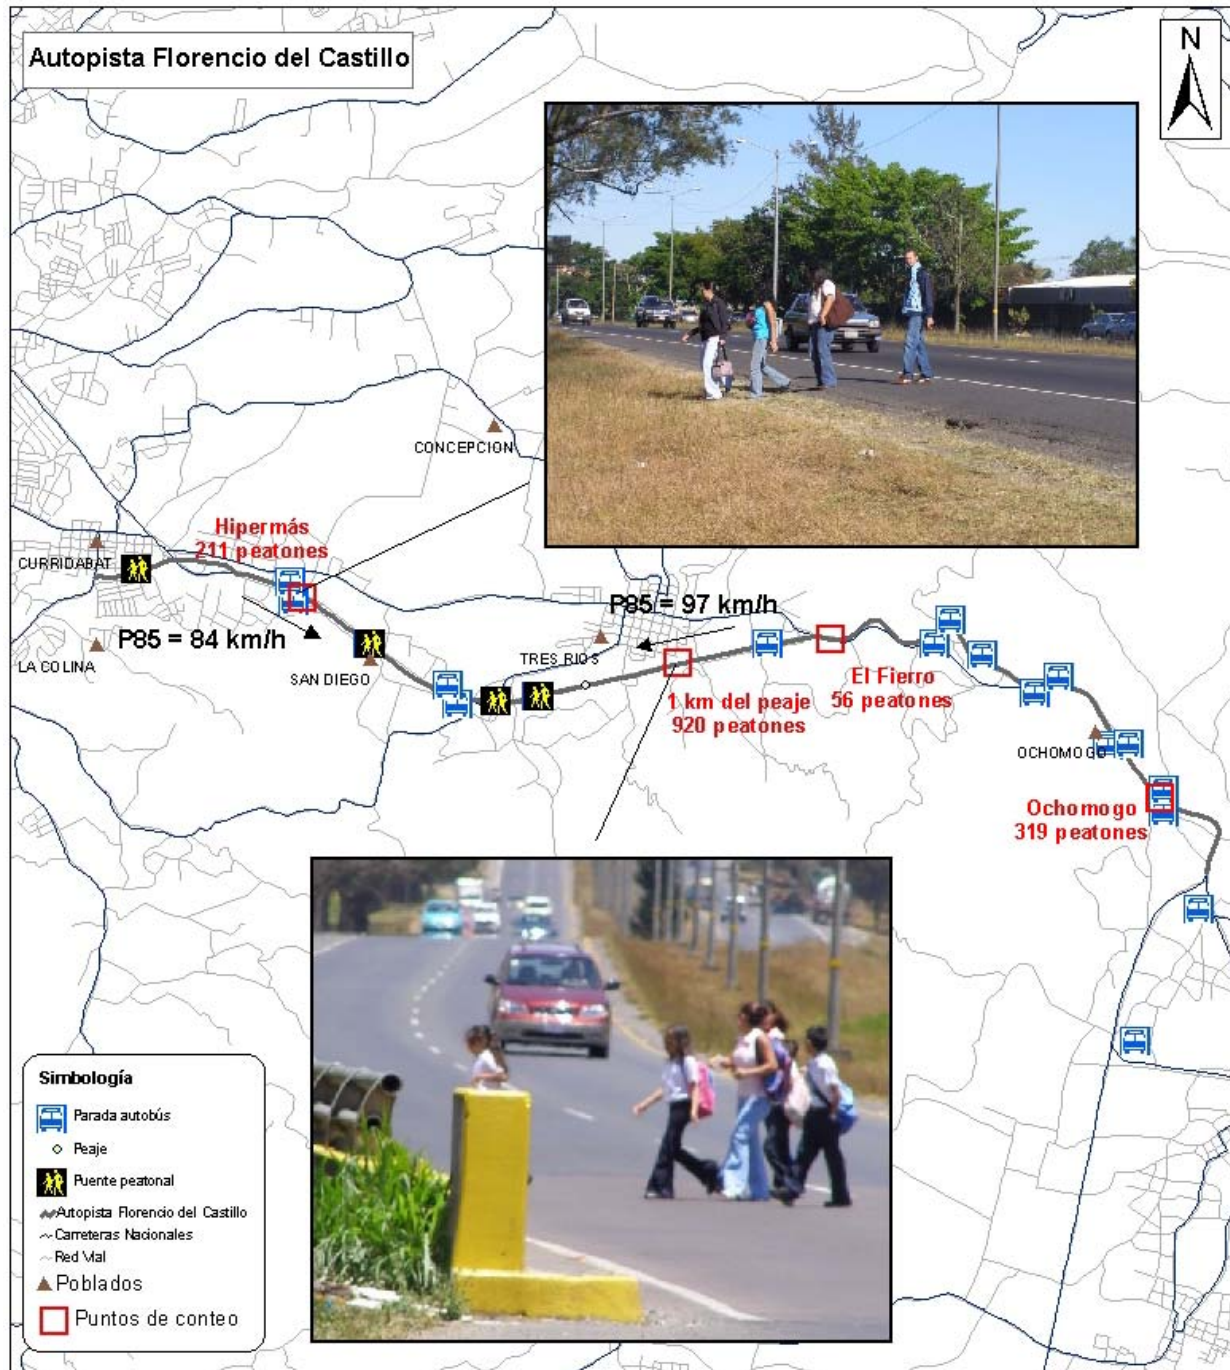 Autopista Florencio del Castillo
N
CONCEPCION
Hipermás
211 peatones
CURRIDABAT
P85 = 84 km/h
P85 = 97 km/h
LA COLINA
SAN DIEGO
TRES RIOS
1 km del peaje
920 peatones
El Fierro
56 peatones
OCHOMOGO
Ochomogo
319 peatones
Simbología
Parada autobús
Peaje
Puente peatonal
Autopista Florencio del Castillo
Carreteras Nacionales
Red Vial
Poblados
Puntos de conteo